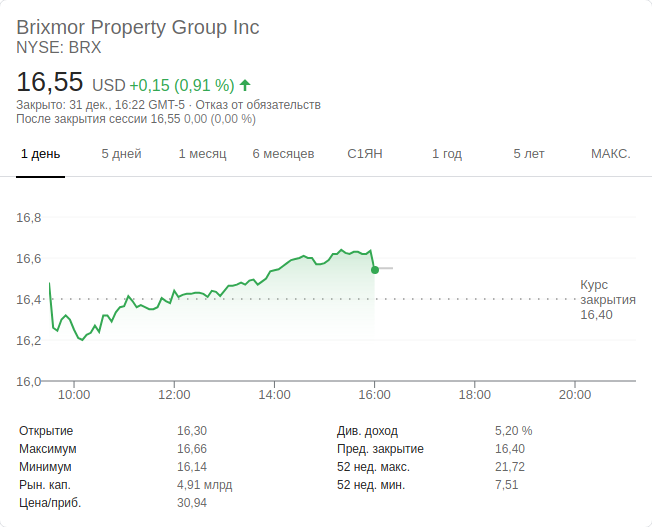 Brixmor Property Group Inc
NYSE: BRX
16,55 USD +0,15 (0,91 %)
Закрыто: 31 дек., 16:22 GMT-5 · Отказ от обязательств
После закрытия сессии 16,55 0,00 (0,00 %)
1 день 5 дней 1 месяц 6 месяцев С1ЯН 1 год 5 лет МАКС.
16,8
16,6
16,4
16,2
16,0
Курс
закрытия
16,40
10:00 12:00 14:00 16:00 18:00 20:00
Открытие 16,30 Див. доход 5,20 %
Максимум 16,66 Пред. закрытие 16,40
Минимум 16,14 52 нед. макс. 21,72
Рын. кап. 4,91 млрд 52 нед. мин. 7,51
Цена/приб. 30,94